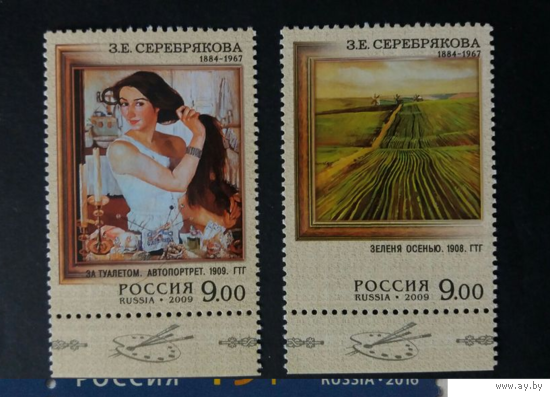 З.Е. СЕРЕБРЯКОВА
1884-1967
ЗА ТУАЛЕТОМ. АВТОПОРТРЕТ. 1909. ГТГ
РОССИЯ
RUSSIA • 2009
9.00
З.Е. СЕРЕБРЯКОВА
1884-1967
ЗЕЛЕНЯ ОСЕНЬЮ. 1908. ГТГ
РОССИЯ
RUSSIA • 2009
9.00
РОССИЯ
RUSSIA • 2016
www.ay.by